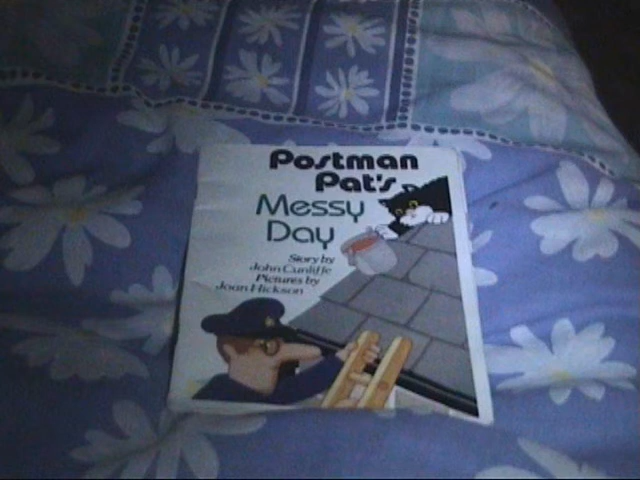 Postman
Pat's
Messy
Day
Story by
John Cunliffe
Pictures by
Joan Hickson